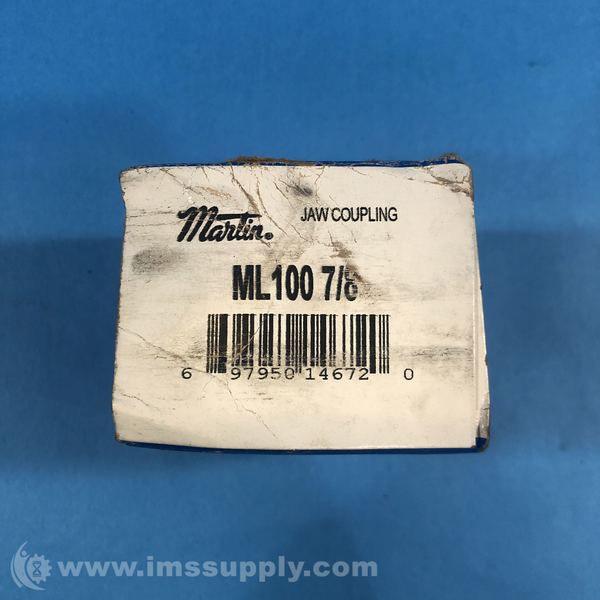 Martin®
JAW COUPLING
ML100 7/8
6 97950 14672 0
www.imssupply.com